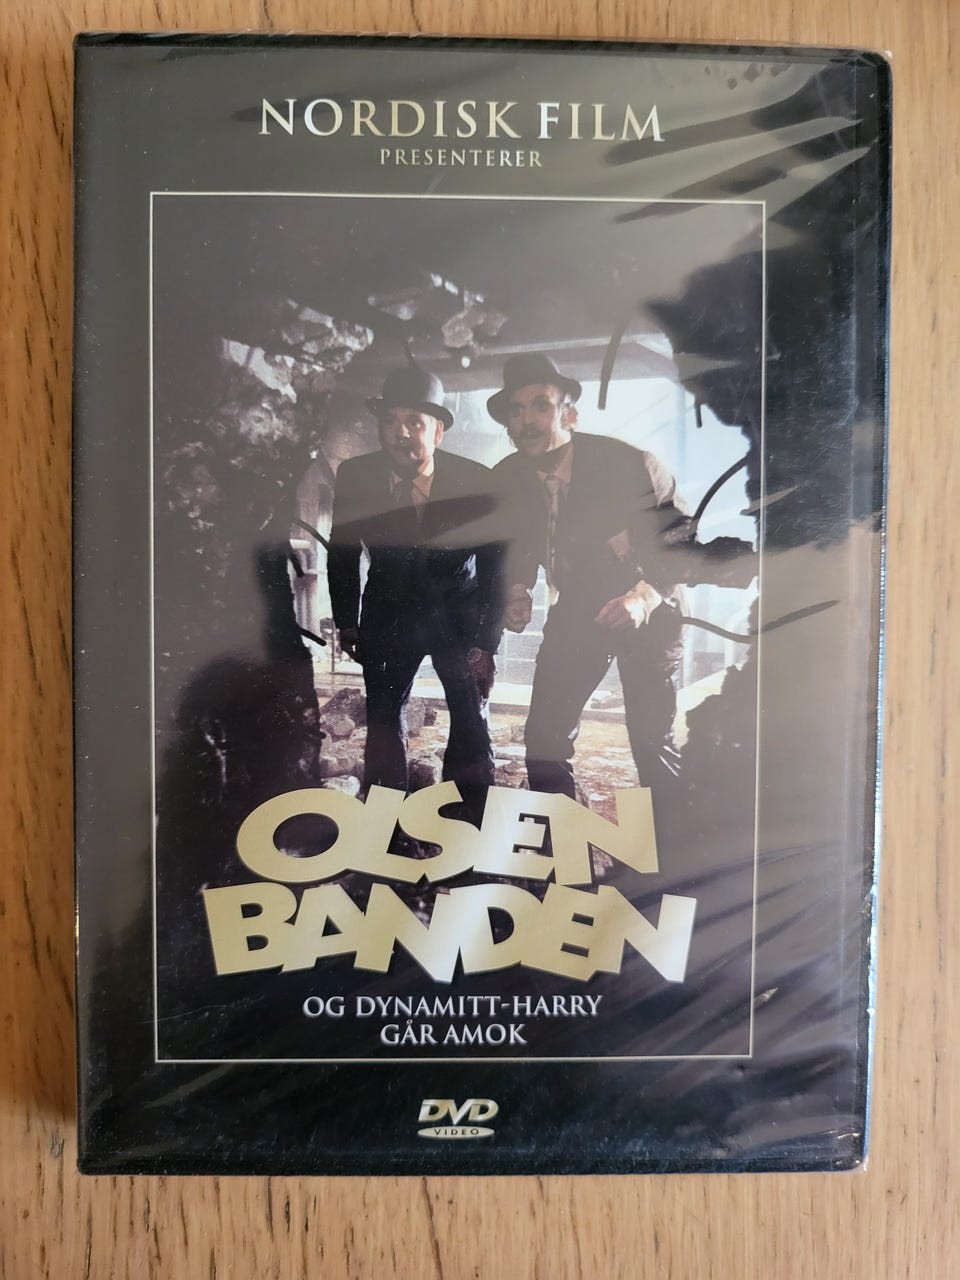 NORDISK FILM
PRESENTERER
OLSEN
BANDEN
OG DYNAMITT-HARRY
GÅR AMOK
DVD
VIDEO